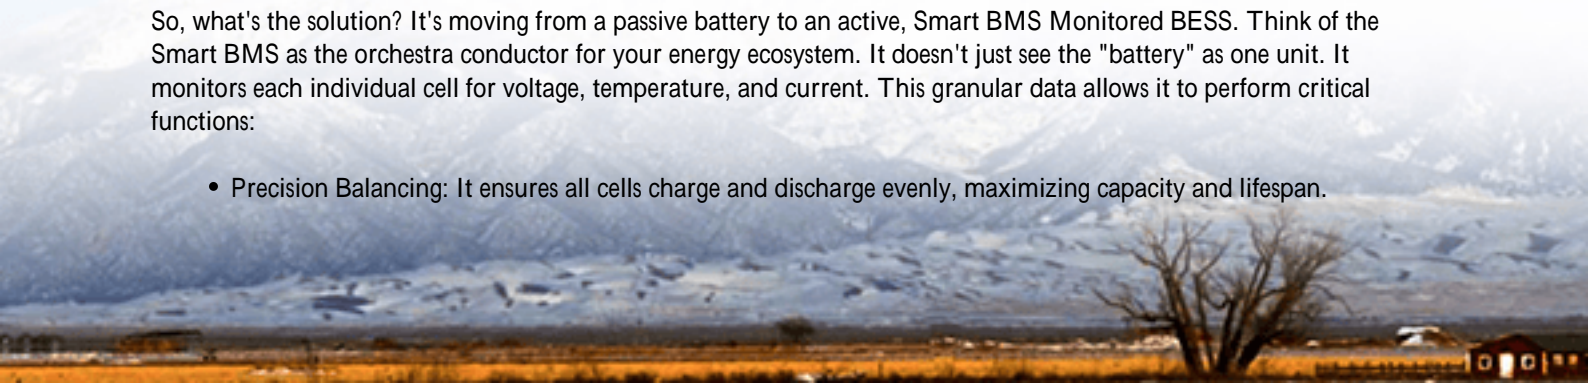 So, what's the solution? It's moving from a passive battery to an active, Smart BMS Monitored BESS. Think of the
Smart BMS as the orchestra conductor for your energy ecosystem. It doesn't just see the "battery" as one unit. It
monitors each individual cell for voltage, temperature, and current. This granular data allows it to perform critical
functions:
• Precision Balancing: It ensures all cells charge and discharge evenly, maximizing capacity and lifespan.